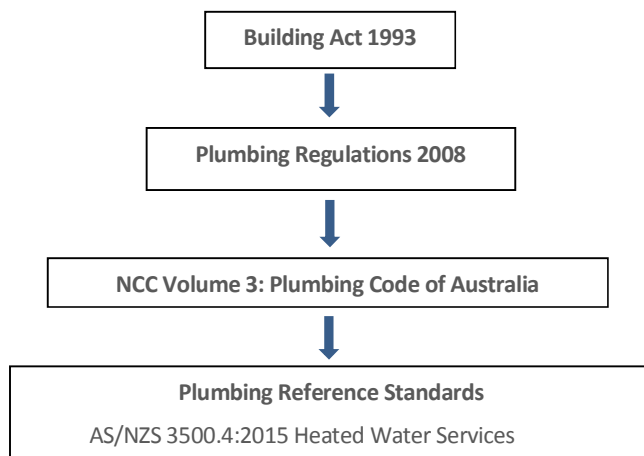 Building Act 1993
Plumbing Regulations 2008
NCC Volume 3: Plumbing Code of Australia
Plumbing Reference Standards
AS/NZS 3500.4:2015 Heated Water Services